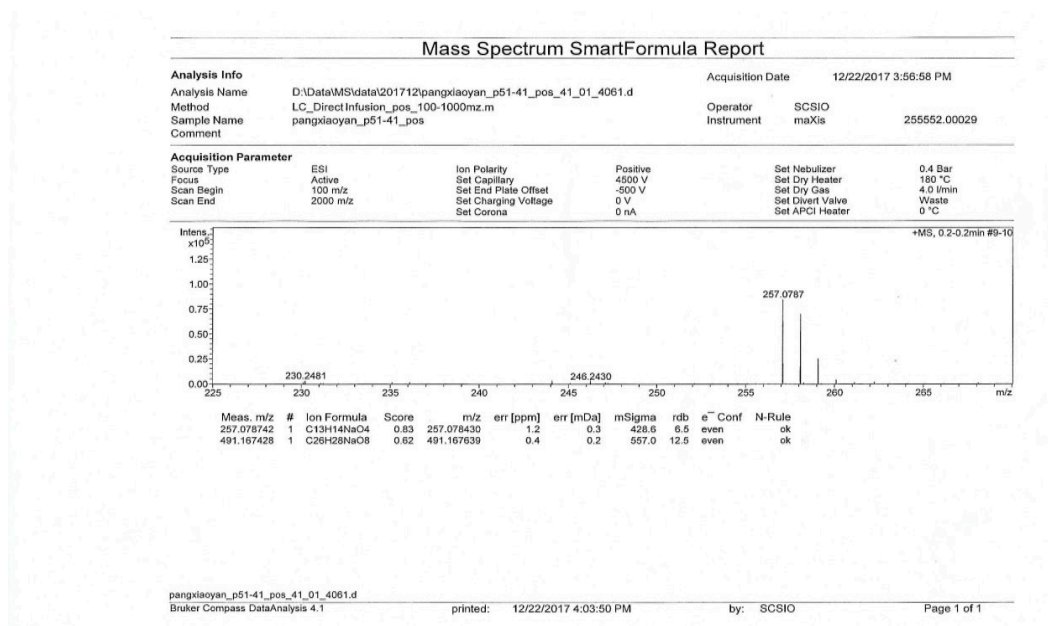 Mass Spectrum SmartFormula Report
Analysis Info
Acquisition Date 12/22/2017 3:56:58 PM
Analysis Name D:\Data\MS\data\201712\pangxiaoyan_p51-41_pos_41_01_4061.d
Method LC_Direct Infusion_pos_100-1000mz.m Operator SCSIO
Sample Name pangxiaoyan_p51-41_pos Instrument maXis 255552.00029
Comment
Acquisition Parameter
Source Type ESI Ion Polarity Positive Set Nebulizer 0.4 Bar
Focus Active Set Capillary 4500 V Set Dry Heater 180 °C
Scan Begin 100 m/z Set End Plate Offset -500 V Set Dry Gas 4.0 l/min
Scan End 2000 m/z Set Charging Voltage 0 V Set Divert Valve Waste
Set Corona 0 nA Set APCI Heater 0 °C
Intens. +MS, 0.2-0.2min #9-10
x10⁵
1.25
1.00
257.0787
0.75
0.50
0.25
230.2481 246.2430
0.00
225 230 235 240 245 250 255 260 265 m/z
Meas. m/z # Ion Formula Score m/z err [ppm] err [mDa] mSigma rdb e⁻ Conf N-Rule
257.078742 1 C13H14NaO4 0.83 257.078430 1.2 0.3 428.6 6.5 even ok
491.167428 1 C26H28NaO8 0.62 491.167639 0.4 0.2 557.0 12.5 even ok
pangxiaoyan_p51-41_pos_41_01_4061.d
Bruker Compass DataAnalysis 4.1 printed: 12/22/2017 4:03:50 PM by: SCSIO Page 1 of 1